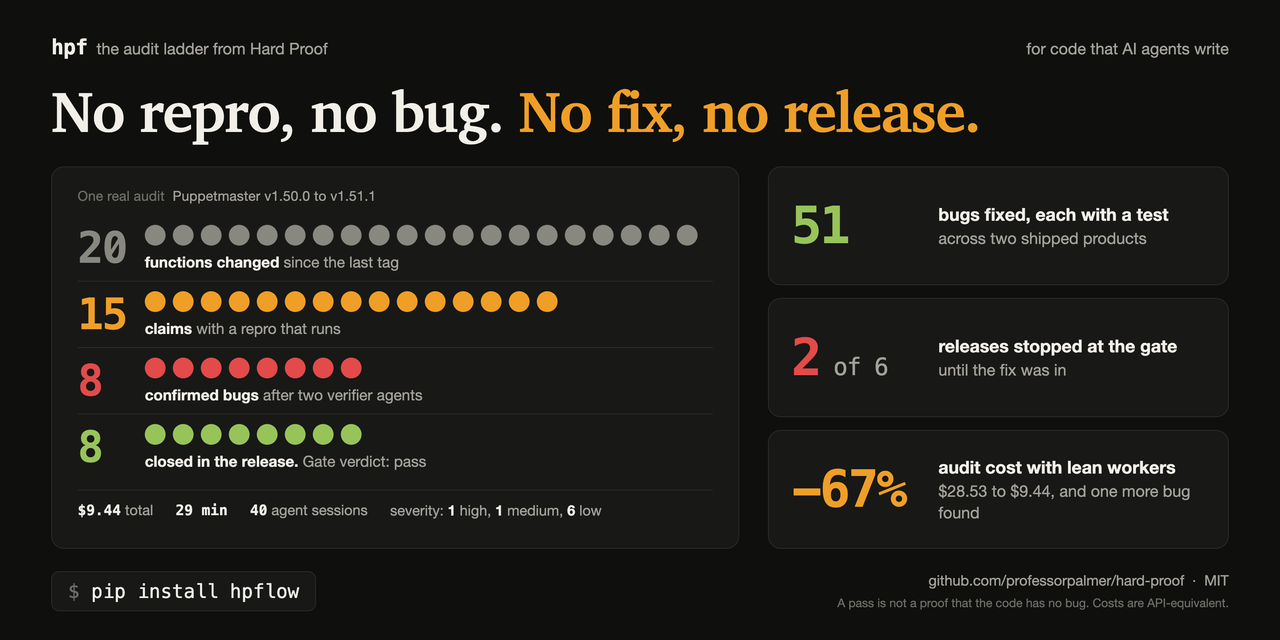 hpf the audit ladder from Hard Proof
for code that AI agents write
No repro, no bug. No fix, no release.
One real audit Puppetmaster v1.50.0 to v1.51.1
20
functions changed since the last tag
15
claims with a repro that runs
8
confirmed bugs after two verifier agents
8
closed in the release. Gate verdict: pass
$9.44 total 29 min 40 agent sessions severity: 1 high, 1 medium, 6 low
51
bugs fixed, each with a test
across two shipped products
2 of 6
releases stopped at the gate
until the fix was in
−67%
audit cost with lean workers
$28.53 to $9.44, and one more bug
found
$ pip install hpflow
github.com/professorpalmer/hard-proof · MIT
A pass is not a proof that the code has no bug. Costs are API-equivalent.